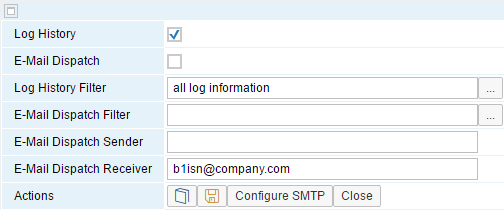 Log History
E-Mail Dispatch
Log History Filter all log information ...
E-Mail Dispatch Filter ...
E-Mail Dispatch Sender
E-Mail Dispatch Receiver b1isn@company.com
Actions Configure SMTP Close